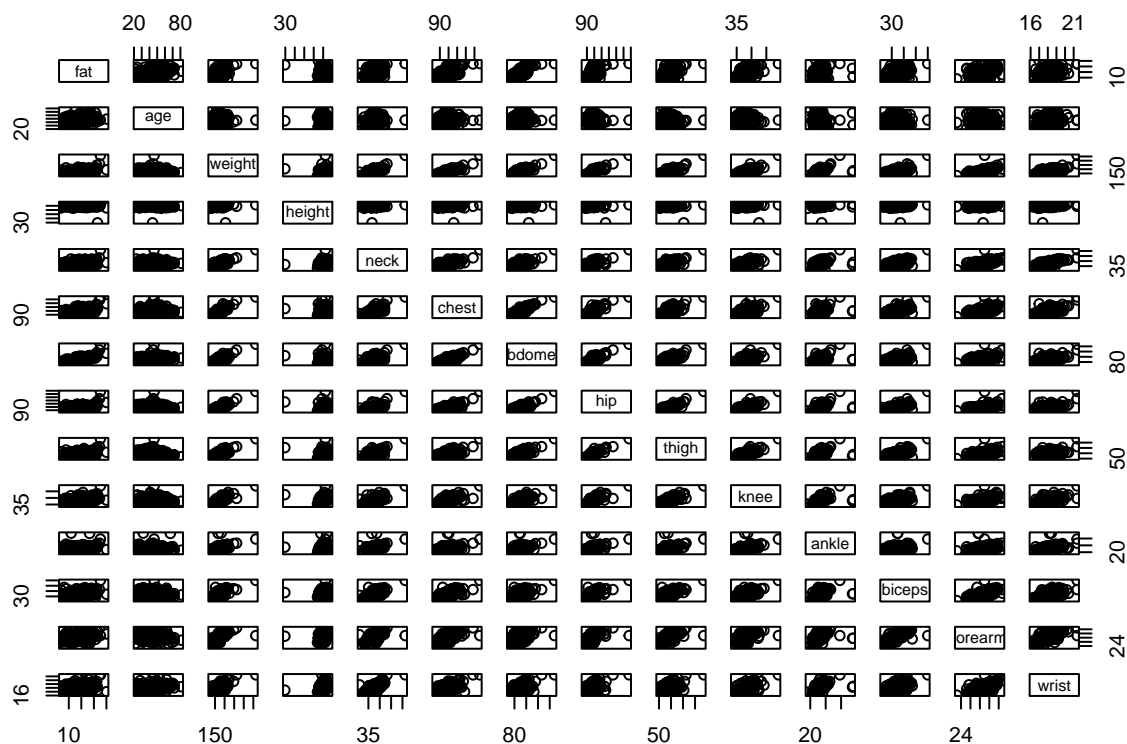 20 80 30 90 90 35 30 16 21
fat 10
20 age
weight 150
30 height
neck 35
90 chest
bdome 80
90 hip
thigh 50
35 knee
ankle 20
30 biceps
orearm 24
16 wrist
10 150 35 80 50 20 24